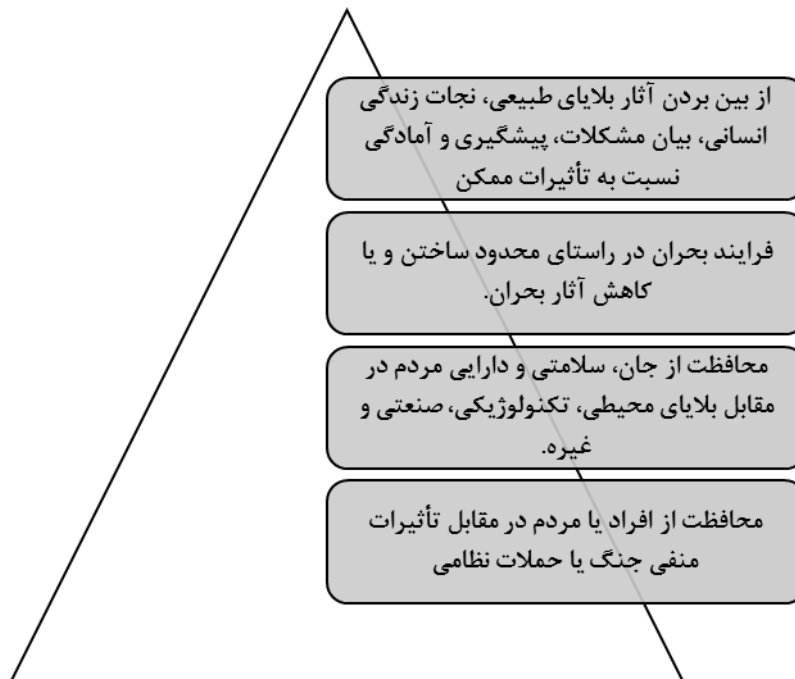 از بین بردن آثار بلایای طبیعی، نجات زندگی
انسانی، بیان مشکلات، پیشگیری و آمادگی
نسبت به تأثیرات ممکن
فرایند بحران در راستای محدود ساختن و یا
کاهش آثار بحران.
محافظت از جان، سلامتی و دارایی مردم در
مقابل بلایای محیطی، تکنولوژیکی، صنعتی و
غیره.
محافظت از افراد یا مردم در مقابل تأثیرات
منفی جنگ یا حملات نظامی